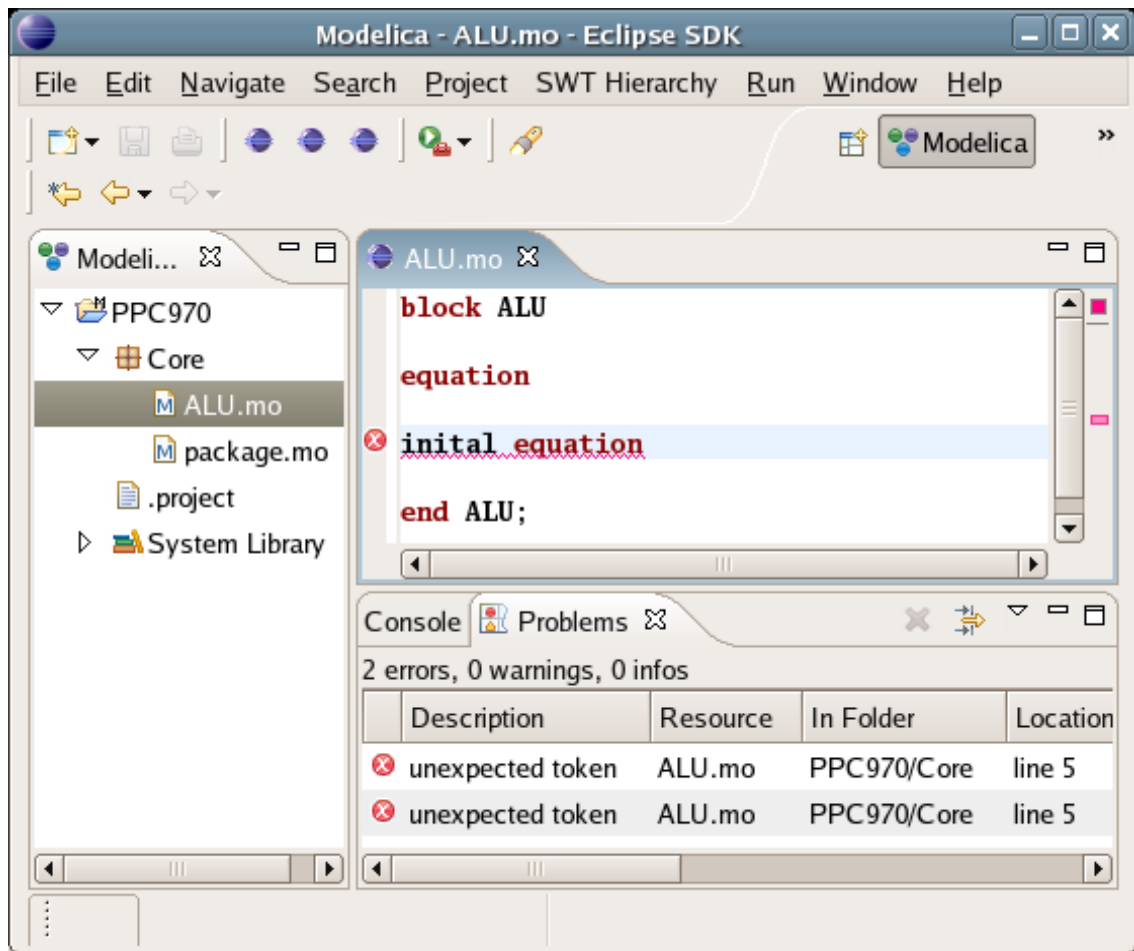 Modelica - ALU.mo - Eclipse SDK
File Edit Navigate Search Project SWT Hierarchy Run Window Help
Modelica »
Modeli...
PPC970
Core
ALU.mo
package.mo
.project
System Library
ALU.mo
block ALU
equation
inital equation
end ALU;
Console Problems
2 errors, 0 warnings, 0 infos
Description Resource In Folder Location
unexpected token ALU.mo PPC970/Core line 5
unexpected token ALU.mo PPC970/Core line 5